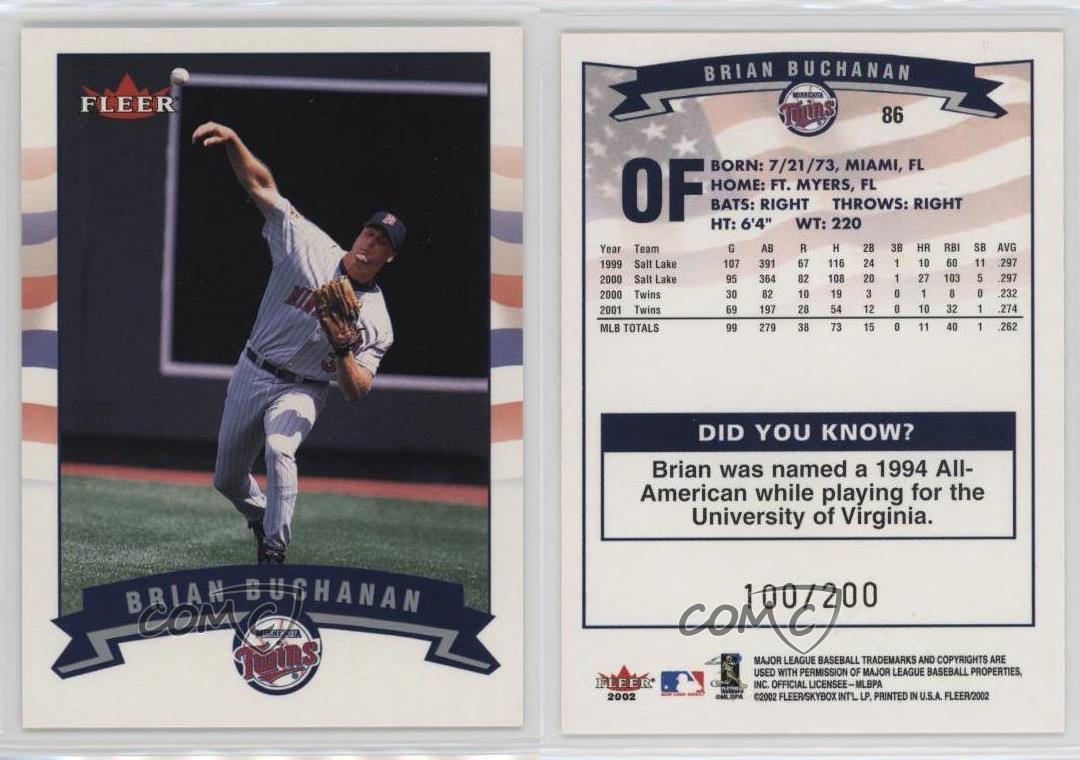 FLEER
BRIAN BUCHANAN
MINNESOTA
Twins
COMC
BRIAN BUCHANAN
MINNESOTA
Twins
86
OF
BORN: 7/21/73, MIAMI, FL
HOME: FT. MYERS, FL
BATS: RIGHT THROWS: RIGHT
HT: 6'4" WT: 220
Year Team G AB R H 2B 3B HR RBI SB AVG
1999 Salt Lake 107 391 67 116 24 1 10 60 11 .297
2000 Salt Lake 95 364 82 108 20 1 27 103 5 .297
2000 Twins 30 82 10 19 3 0 1 8 0 .232
2001 Twins 69 197 28 54 12 0 10 32 1 .274
MLB TOTALS 99 279 38 73 15 0 11 40 1 .262
DID YOU KNOW?
Brian was named a 1994 All-
American while playing for the
University of Virginia.
100/200
COMC
FLEER
2002
©MLBPA
MAJOR LEAGUE BASEBALL TRADEMARKS AND COPYRIGHTS ARE
USED WITH PERMISSION OF MAJOR LEAGUE BASEBALL PROPERTIES,
INC. OFFICIAL LICENSEE – MLBPA
©2002 FLEER/SKYBOX INT'L. LP, PRINTED IN U.S.A. FLEER/2002